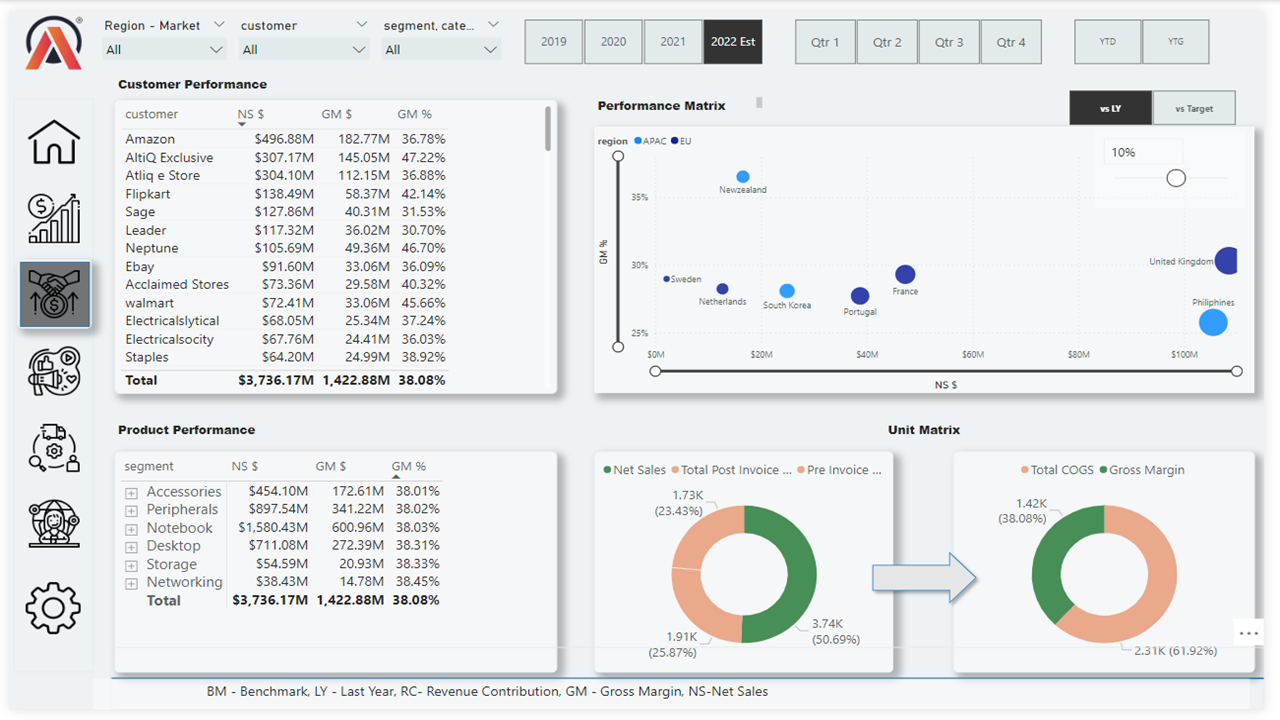 Region - Market customer segment, cate...
All All All
2019 2020 2021 2022 Est Qtr 1 Qtr 2 Qtr 3 Qtr 4 YTD YTG
Customer Performance
customer NS $ GM $ GM %
Amazon $496.88M 182.77M 36.78%
AltiQ Exclusive $307.17M 145.05M 47.22%
Atliq e Store $304.10M 112.15M 36.88%
Flipkart $138.49M 58.37M 42.14%
Sage $127.86M 40.31M 31.53%
Leader $117.32M 36.02M 30.70%
Neptune $105.69M 49.36M 46.70%
Ebay $91.60M 33.06M 36.09%
Acclaimed Stores $73.36M 29.58M 40.32%
walmart $72.41M 33.06M 45.66%
Electricalslytical $68.05M 25.34M 37.24%
Electricalsocity $67.76M 24.41M 36.03%
Staples $64.20M 24.99M 38.92%
Total $3,736.17M 1,422.88M 38.08%
Performance Matrix
vs LY vs Target
region APAC EU
10%
GM %
35%
30%
25%
Newzealand
Sweden
Netherlands
South Korea
Portugal
France
United Kingdom
Philiphines
$0M $20M $40M $60M $80M $100M
NS $
Product Performance
segment NS $ GM $ GM %
Accessories $454.10M 172.61M 38.01%
Peripherals $897.54M 341.22M 38.02%
Notebook $1,580.43M 600.96M 38.03%
Desktop $711.08M 272.39M 38.31%
Storage $54.59M 20.93M 38.33%
Networking $38.43M 14.78M 38.45%
Total $3,736.17M 1,422.88M 38.08%
Unit Matrix
Net Sales Total Post Invoice ... Pre Invoice ...
1.73K
(23.43%)
1.91K
(25.87%)
3.74K
(50.69%)
Total COGS Gross Margin
1.42K
(38.08%)
2.31K (61.92%)
BM - Benchmark, LY - Last Year, RC- Revenue Contribution, GM - Gross Margin, NS-Net Sales